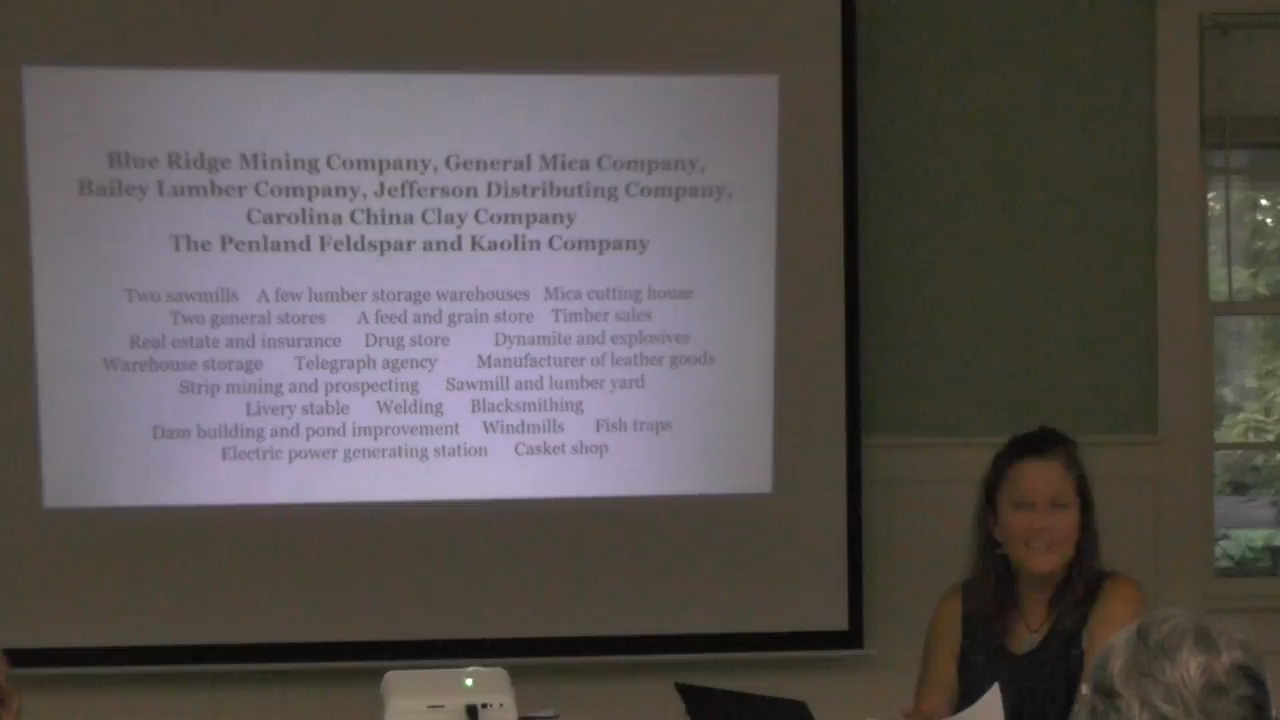 Blue Ridge Mining Company, General Mica Company,
Bailey Lumber Company, Jefferson Distributing Company,
Carolina China Clay Company
The Penland Feldspar and Kaolin Company
Two sawmills A few lumber storage warehouses Mica cutting house
Two general stores A feed and grain store Timber sales
Real estate and insurance Drug store Dynamite and explosives
Warehouse storage Telegraph agency Manufacturer of leather goods
Strip mining and prospecting Sawmill and lumber yard
Livery stable Welding Blacksmithing
Dam building and pond improvement Windmills Fish traps
Electric power generating station Casket shop